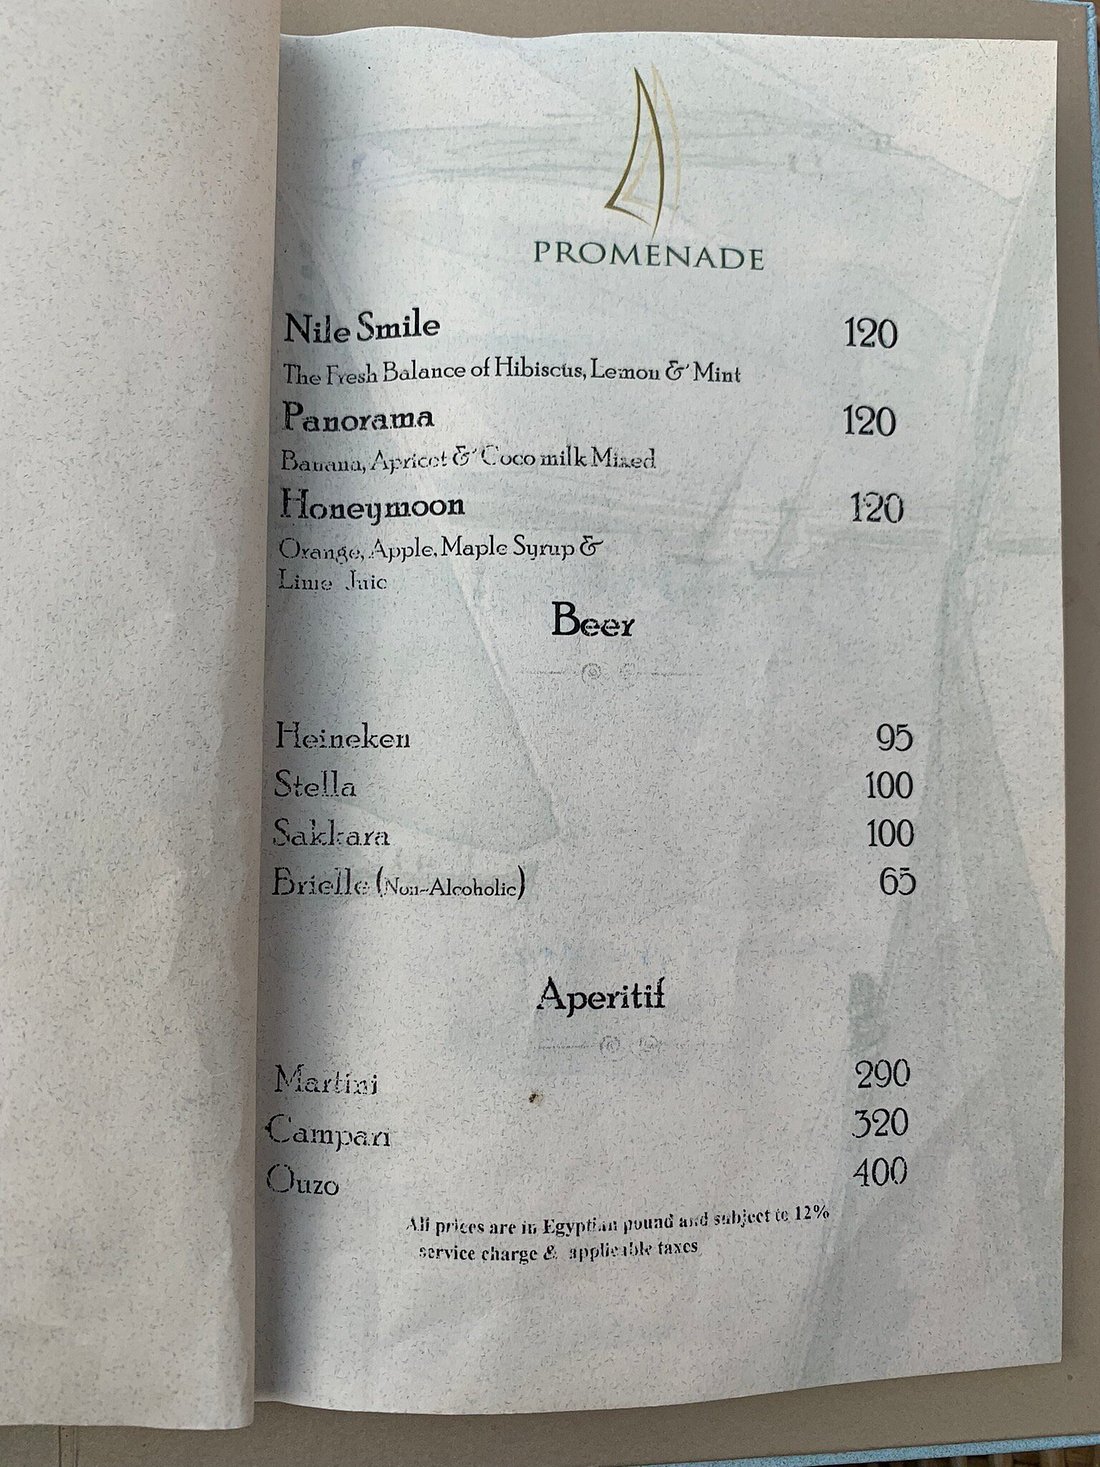 PROMENADE
Nile Smile 120
The Fresh Balance of Hibiscus, Lemon & Mint
Panorama 120
Banana, Apricot & Coco milk Mixed
Honeymoon 120
Orange, Apple, Maple Syrup &
Lime Juic
Beer
Heineken 95
Stella 100
Sakkara 100
Brielle (Non-Alcoholic) 65
Aperitif
Martini 290
Campari 320
Ouzo 400
All prices are in Egyptian pound and subject to 12%
service charge & applicable taxes